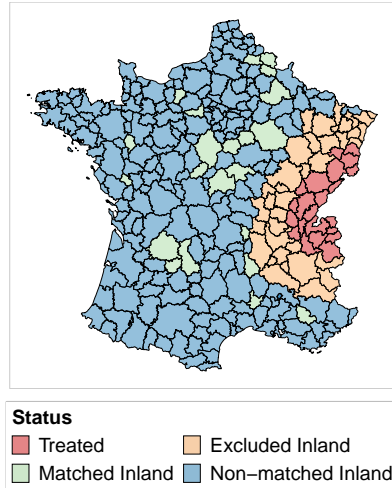 Status
Treated
Excluded Inland
Matched Inland
Non−matched Inland